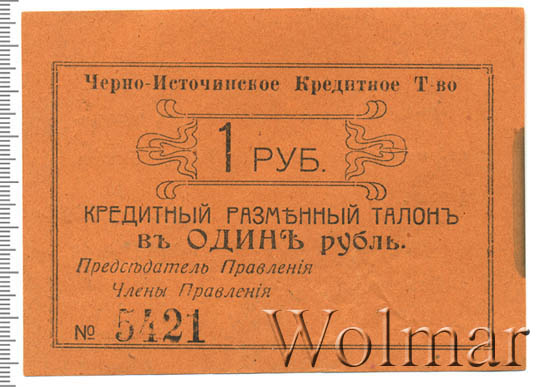 Черно-Источинское Кредитное Т-во
1 РУБ.
КРЕДИТНЫЙ РАЗМѢННЫЙ ТАЛОНЪ
въ ОДИНЪ рубль.
Предсѣдатель Правленія
Члены Правленія
№ 5421
Wolmar